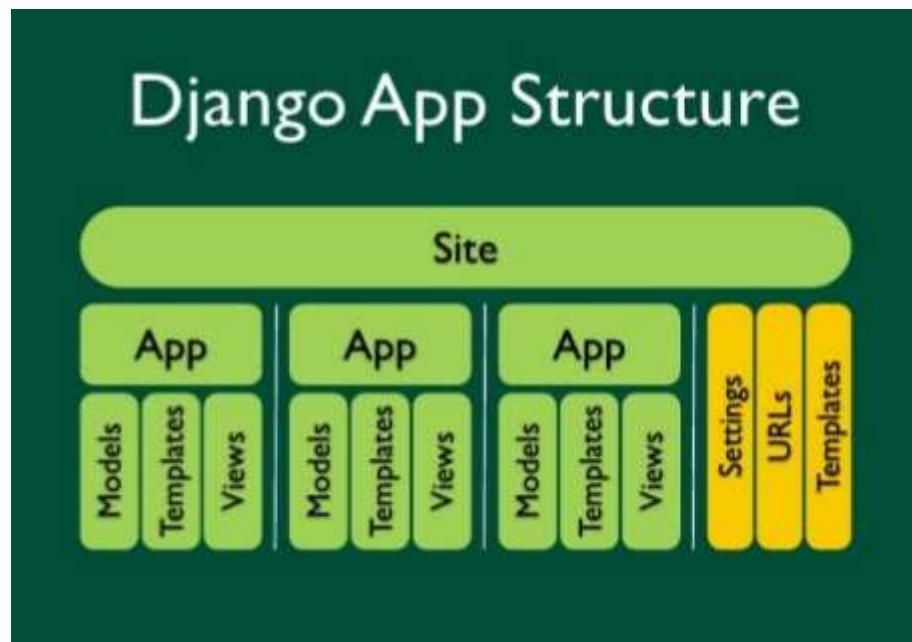 Django App Structure
Site
App
App
App
Models
Templates
Views
Models
Templates
Views
Models
Templates
Views
Settings
URLs
Templates